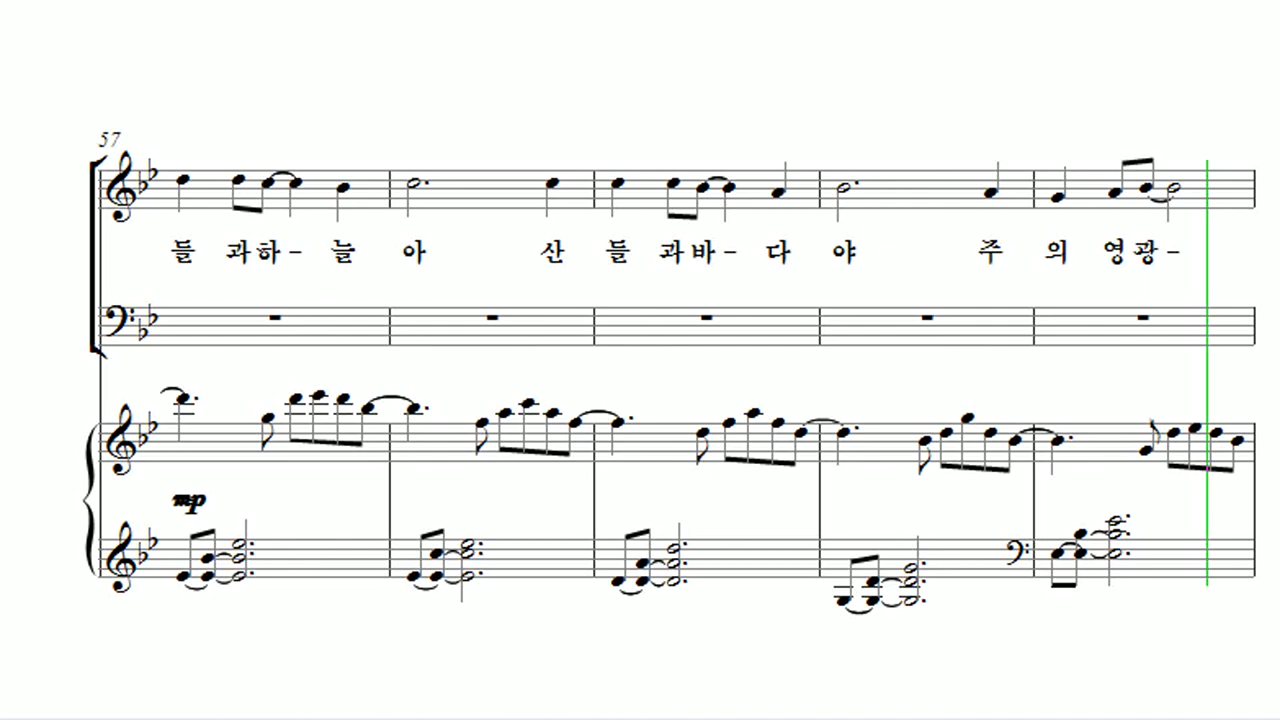 57
들 과하- 늘 아 산 들 과바- 다 야 주 의 영광-
mp